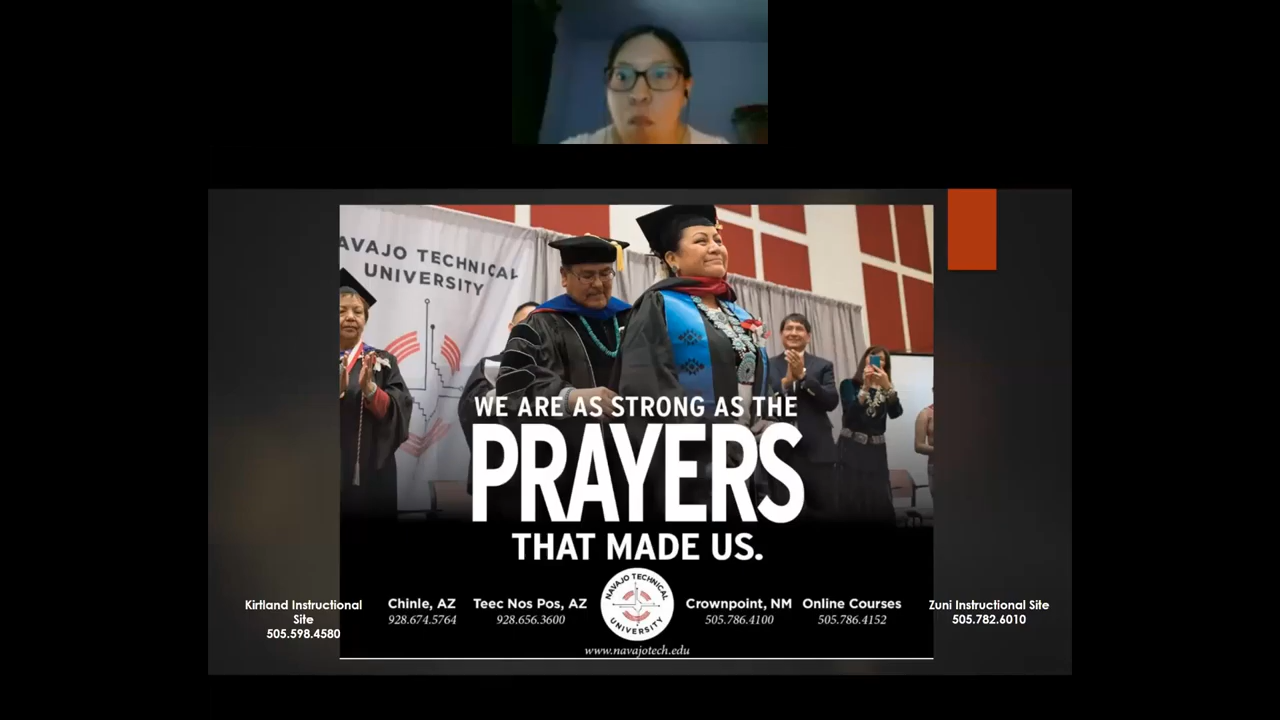 AVAJO TECHNICAL
UNIVERSITY
WE ARE AS STRONG AS THE
PRAYERS
THAT MADE US.
Kirtland Instructional
Site
505.598.4580
Chinle, AZ
928.674.5764
Teec Nos Pos, AZ
928.656.3600
NAVAJO TECHNICAL
UNIVERSITY
Crownpoint, NM
505.786.4100
Online Courses
505.786.4152
Zuni Instructional Site
505.782.6010
www.navajotech.edu